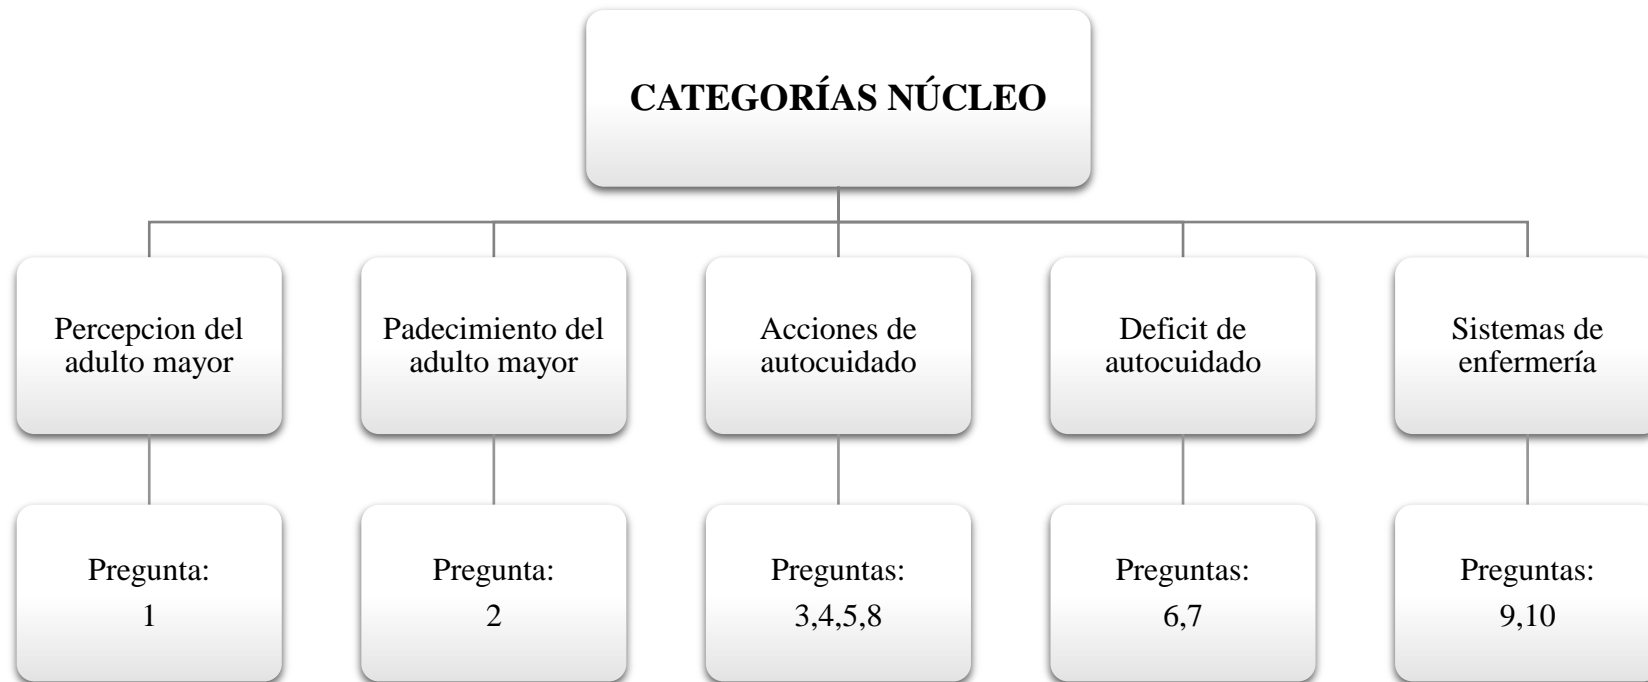 CATEGORÍAS NÚCLEO
Percepcion del
adulto mayor
Padecimiento del
adulto mayor
Acciones de
autocuidado
Deficit de
autocuidado
Sistemas de
enfermería
Pregunta:
1
Pregunta:
2
Preguntas:
3,4,5,8
Preguntas:
6,7
Preguntas:
9,10